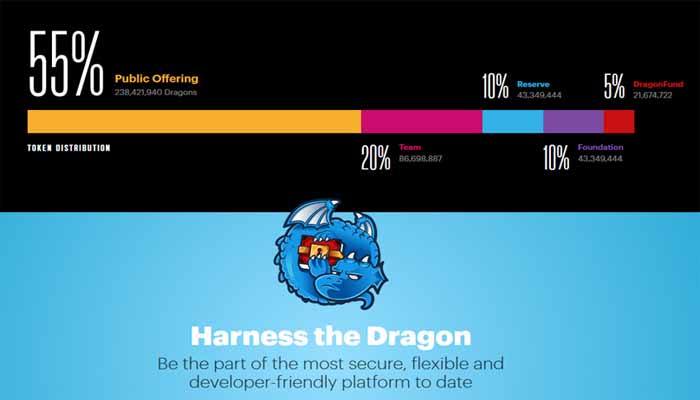 55% Public Offering
238,421,940 Dragons
10% Reserve
43,349,444
5% DragonFund
21,674,722
TOKEN DISTRIBUTION
20% Team
86,698,887
10% Foundation
43,349,444
Harness the Dragon
Be the part of the most secure, flexible and
developer-friendly platform to date